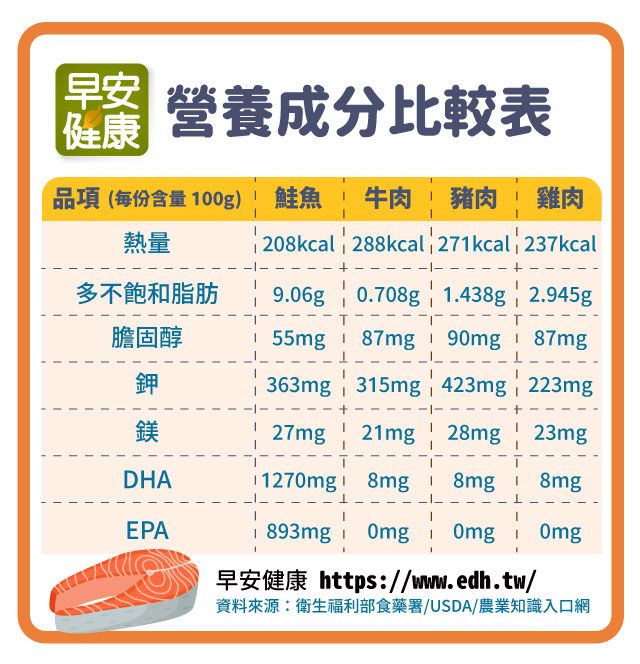 早安
健康
營養成分比較表
品項 (每份含量 100g) 鮭魚 牛肉 豬肉 雞肉
熱量 208kcal 288kcal 271kcal 237kcal
多不飽和脂肪 9.06g 0.708g 1.438g 2.945g
膽固醇 55mg 87mg 90mg 87mg
鉀 363mg 315mg 423mg 223mg
鎂 27mg 21mg 28mg 23mg
DHA 1270mg 8mg 8mg 8mg
EPA 893mg 0mg 0mg 0mg
早安健康 https://www.edh.tw/
資料來源：衛生福利部食藥署/USDA/農業知識入口網